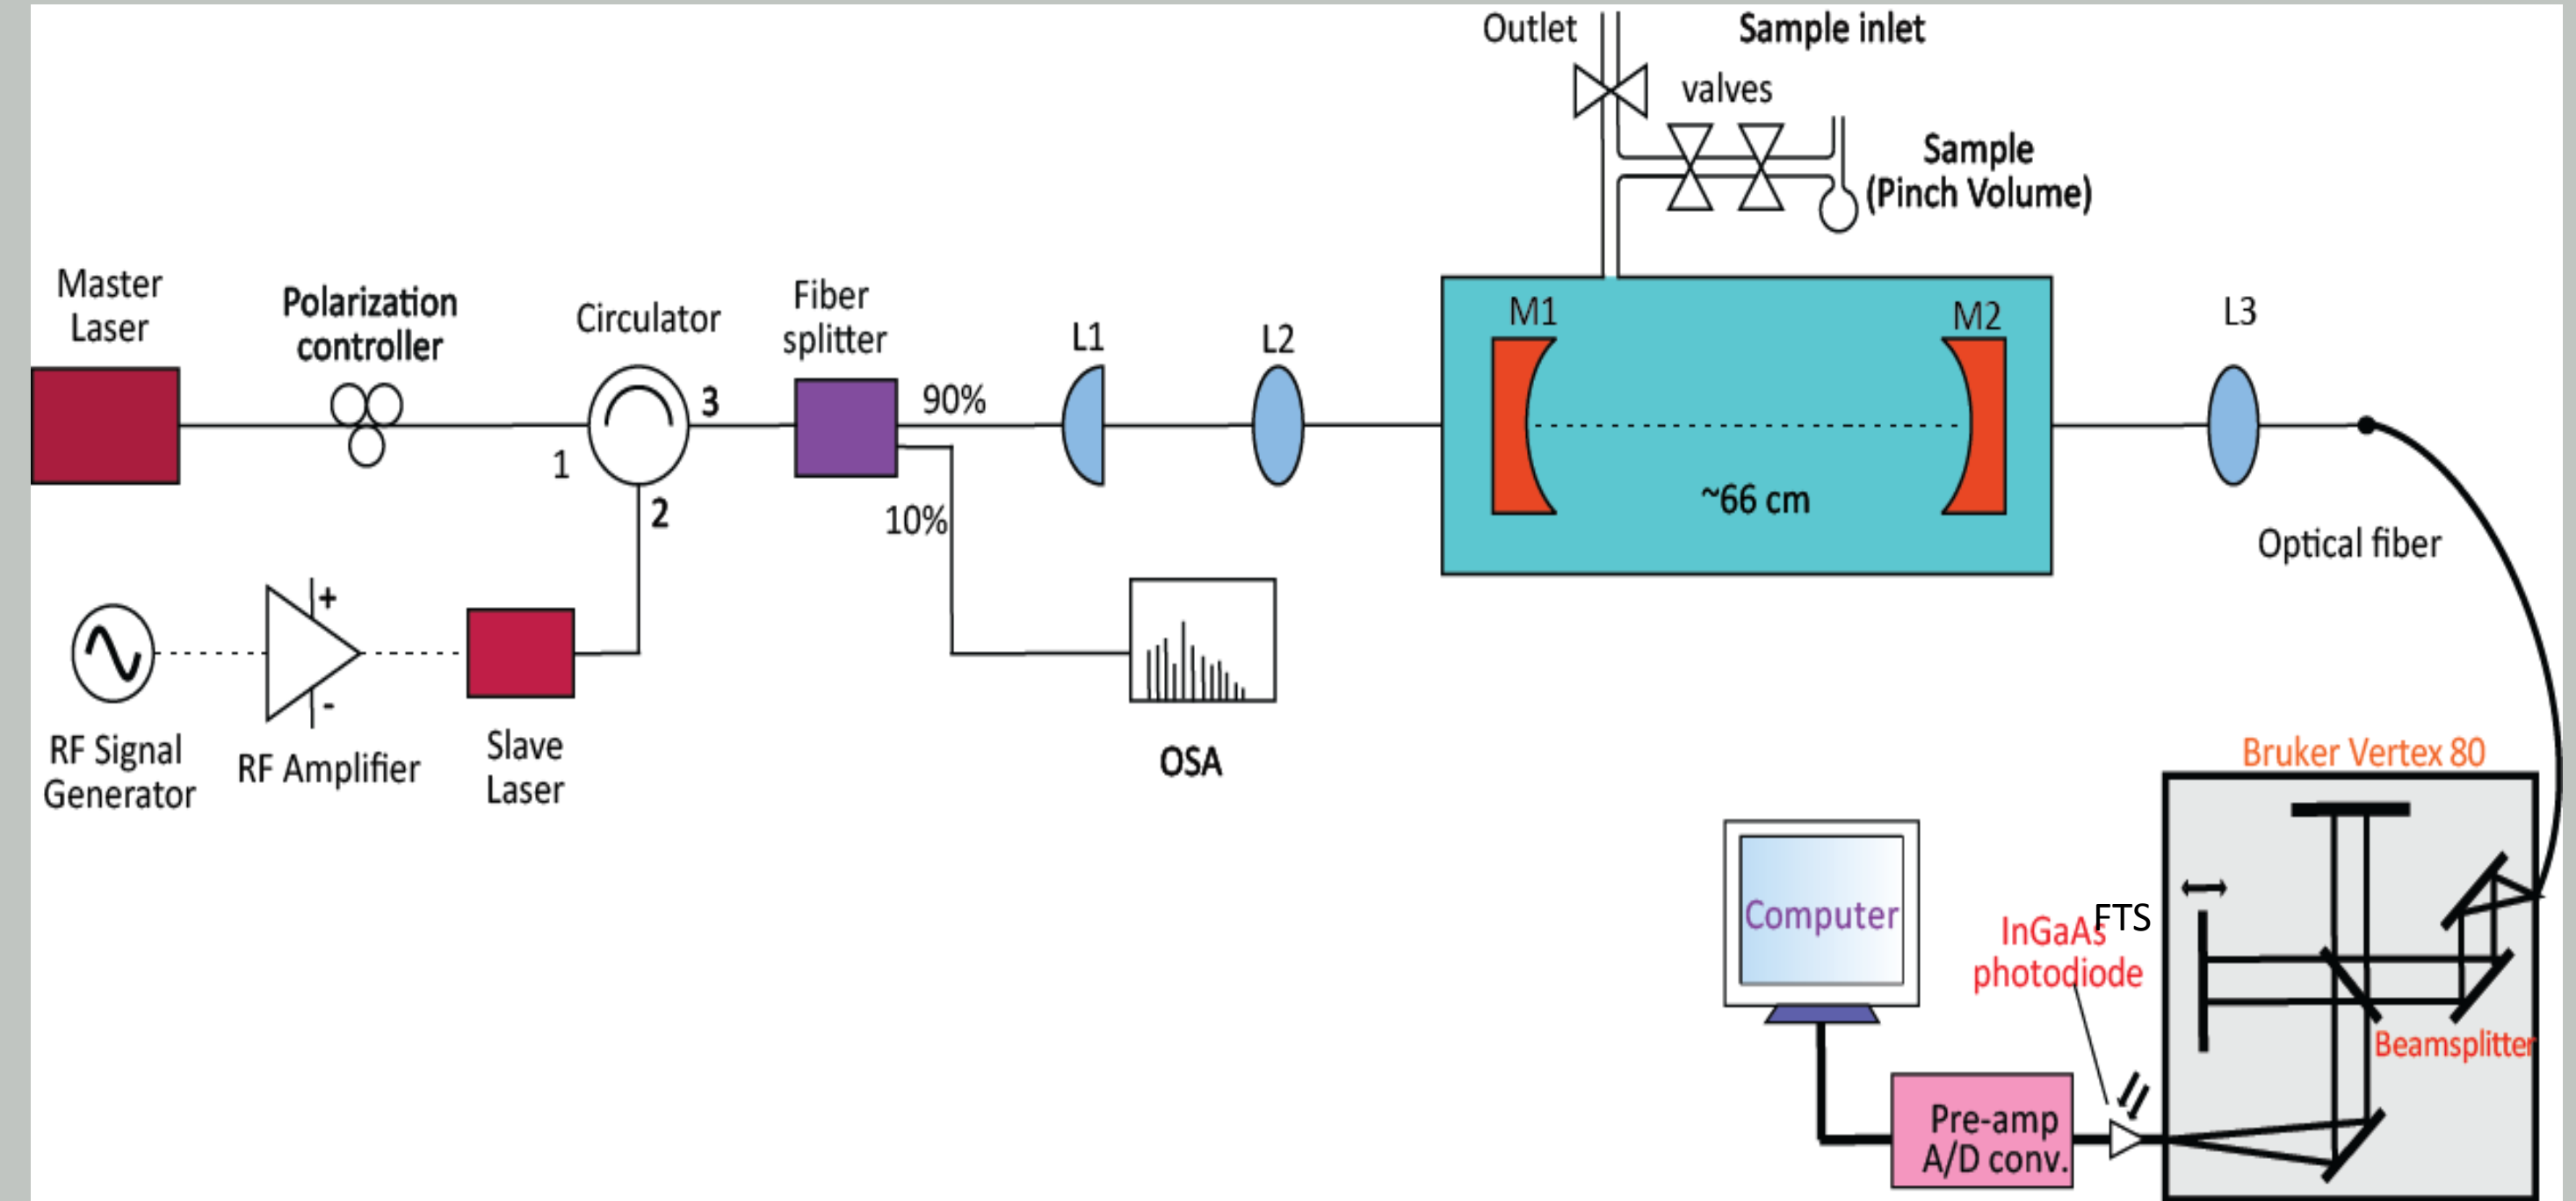 Outlet
Sample inlet
valves
Sample
(Pinch Volume)
Master
Laser
Polarization
controller
Circulator
Fiber
splitter
L1
L2
M1
M2
L3
1
2
3
90%
10%
~66 cm
Optical fiber
+
-
RF Signal
Generator
RF Amplifier
Slave
Laser
OSA
Bruker Vertex 80
Computer
FTS
InGaAs
photodiode
Beamsplitter
Pre-amp
A/D conv.